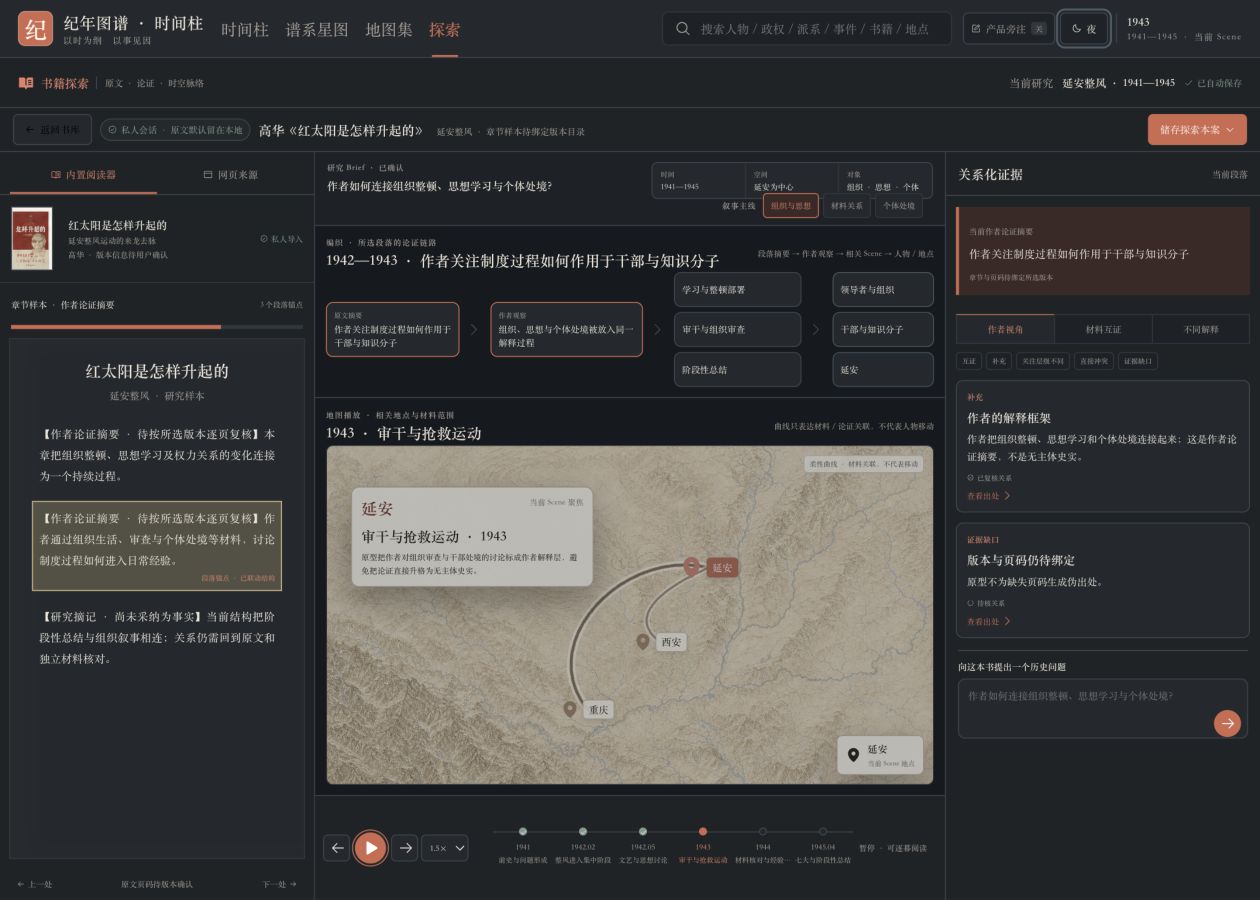 纪
纪年图谱 · 时间柱
以时为纲 以事见因
时间柱
谱系星图
地图集
探索
搜索人物 / 政权 / 派系 / 事件 / 书籍 / 地点
产品旁注 关
夜
1943
1941—1945 · 当前 Scene
书籍探索
原文 · 论证 · 时空脉络
当前研究 延安整风 · 1941—1945
已自动保存
← 返回书库
私人会话 · 原文默认留在本地
高华《红太阳是怎样升起的》
延安整风 · 章节样本待绑定版本目录
储存探索本案
内置阅读器
网页来源
红太阳是怎样升起的
延安整风运动的来龙去脉
高华 · 版本信息待用户确认
私人导入
章节样本 · 作者论证摘要
3 个段落锚点
红太阳是怎样升起的
延安整风 · 研究样本
【作者论证摘要 · 待按所选版本逐页复核】本
章把组织整顿、思想学习及权力关系的变化连接
为一个持续过程。
【作者论证摘要 · 待按所选版本逐页复核】作
者通过组织生活、审查与个体处境等材料，讨论
制度过程如何进入日常经验。
段落锚点 · 已联动结构
【研究摘记 · 尚未采纳为事实】当前结构把阶
段性总结与组织叙事相连；关系仍需回到原文和
独立材料核对。
← 上一处
原文页码待版本确认
下一处 →
研究 Brief · 已确认
作者如何连接组织整顿、思想学习与个体处境?
时间
1941—1945
空间
延安为中心
对象
组织 · 思想 · 个体
叙事主线
组织与思想
材料关系
个体处境
编织 · 所选段落的论证链路
1942—1943 · 作者关注制度过程如何作用于干部与知识分子
段落摘要 → 作者观察 → 相关 Scene → 人物 / 地点
原文摘要
作者关注制度过程如何作用于
干部与知识分子
作者观察
组织、思想与个体处境被放入同一
解释过程
学习与整顿部署
审干与组织审查
阶段性总结
领导者与组织
干部与知识分子
延安
地图播放 · 相关地点与材料范围
1943 · 审干与抢救运动
曲线只表达材料 / 论证关联，不代表人物移动
柔性曲线 · 材料关联，不代表移动
延安
当前 Scene 聚焦
审干与抢救运动 · 1943
原型把作者对组织审查与干部处境的讨论标成作者解释层，避
免把论证直接升格为无主体史实。
延安
西安
重庆
延安
当前 Scene 地点
1.5×
1941
前史与问题形成
1942.02
整风进入集中阶段
1942.05
文艺与思想讨论
1943
审干与抢救运动
1944
材料核对与经验…
1945.04
七大与阶段性总结
暂停 · 可逐幕阅读
关系化证据
当前段落
当前作者论证摘要
作者关注制度过程如何作用于干部与知识分子
章节与页码待绑定所选版本
作者视角
材料互证
不同解释
互证
补充
关注层级不同
直接冲突
证据缺口
补充
作者的解释框架
作者把组织整顿、思想学习和个体处境连接起来；这是作者论
证摘要，不是无主体史实。
已复核关系
查看出处
证据缺口
版本与页码仍待绑定
原型不为缺失页码生成伪出处。
待核关系
查看出处
向这本书提出一个历史问题
作者如何连接组织整顿、思想学习与个体处境?